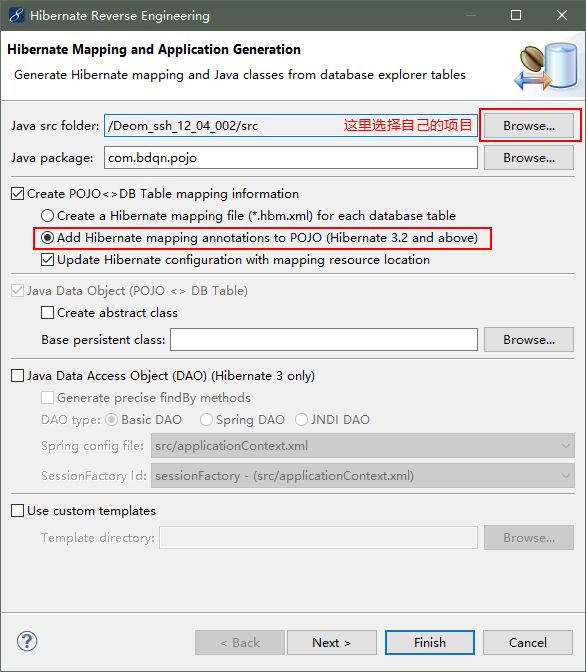 Hibernate Reverse Engineering
Hibernate Mapping and Application Generation
Generate Hibernate mapping and Java classes from database explorer tables
Java src folder: /Deom_ssh_12_04_002/src 这里选择自己的项目 Browse...
Java package: com.bdqn.pojo Browse...
Create POJO<>DB Table mapping information
Create a Hibernate mapping file (*.hbm.xml) for each database table
Add Hibernate mapping annotations to POJO (Hibernate 3.2 and above)
Update Hibernate configuration with mapping resource location
Java Data Object (POJO <> DB Table)
Create abstract class
Base persistent class: Browse...
Java Data Access Object (DAO) (Hibernate 3 only)
Generate precise findBy methods
DAO type: Basic DAO Spring DAO JNDI DAO
Spring config file: src/applicationContext.xml
SessionFactory Id: sessionFactory - (src/applicationContext.xml)
Use custom templates
Template directory: Browse...
? < Back Next > Finish Cancel